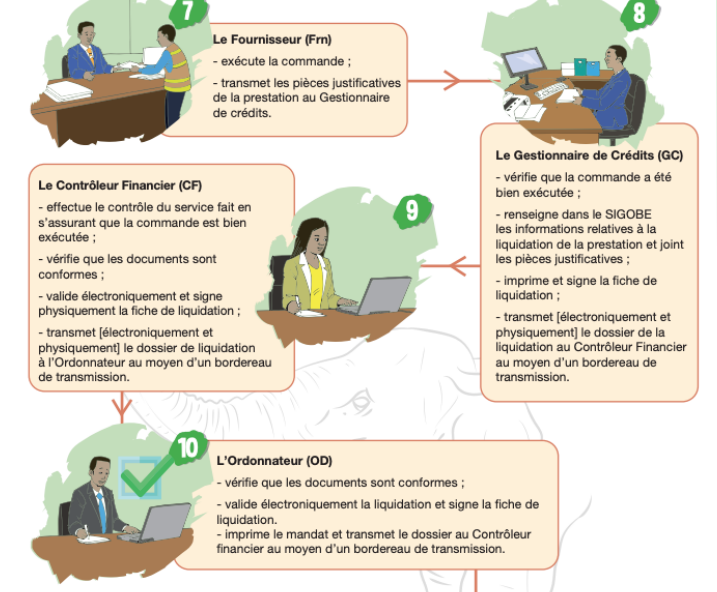 7
Le Fournisseur (Frn)
- exécute la commande ;
- transmet les pièces justificatives
de la prestation au Gestionnaire
de crédits.
8
Le Gestionnaire de Crédits (GC)
- vérifie que la commande a été
bien exécutée ;
- renseigne dans le SIGOBE
les informations relatives à la
liquidation de la prestation et joint
les pièces justificatives ;
- imprime et signe la fiche de
liquidation ;
- transmet [électroniquement et
physiquement] le dossier de la
liquidation au Contrôleur Financier
au moyen d’un bordereau de
transmission.
9
Le Contrôleur Financier (CF)
- effectue le contrôle du service fait en
s’assurant que la commande est bien
exécutée ;
- vérifie que les documents sont
conformes ;
- valide électroniquement et signe
physiquement la fiche de liquidation ;
- transmet [électroniquement et
physiquement] le dossier de liquidation
à l’Ordonnateur au moyen d’un bordereau
de transmission.
10
L’Ordonnateur (OD)
- vérifie que les documents sont conformes ;
- valide électroniquement la liquidation et signe la fiche de
liquidation.
- imprime le mandat et transmet le dossier au Contrôleur
financier au moyen d’un bordereau de transmission.